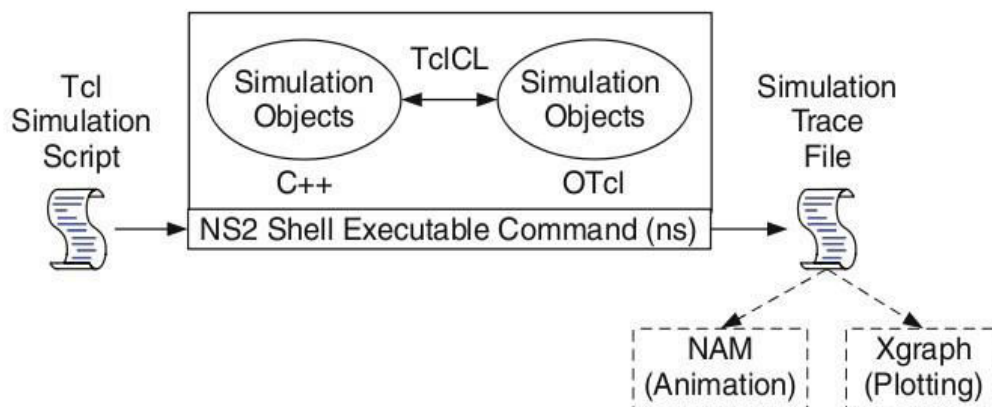 Tcl
Simulation
Script
TclCL
Simulation
Objects
Simulation
Objects
C++
OTcl
NS2 Shell Executable Command (ns)
Simulation
Trace
File
NAM
(Animation)
Xgraph
(Plotting)